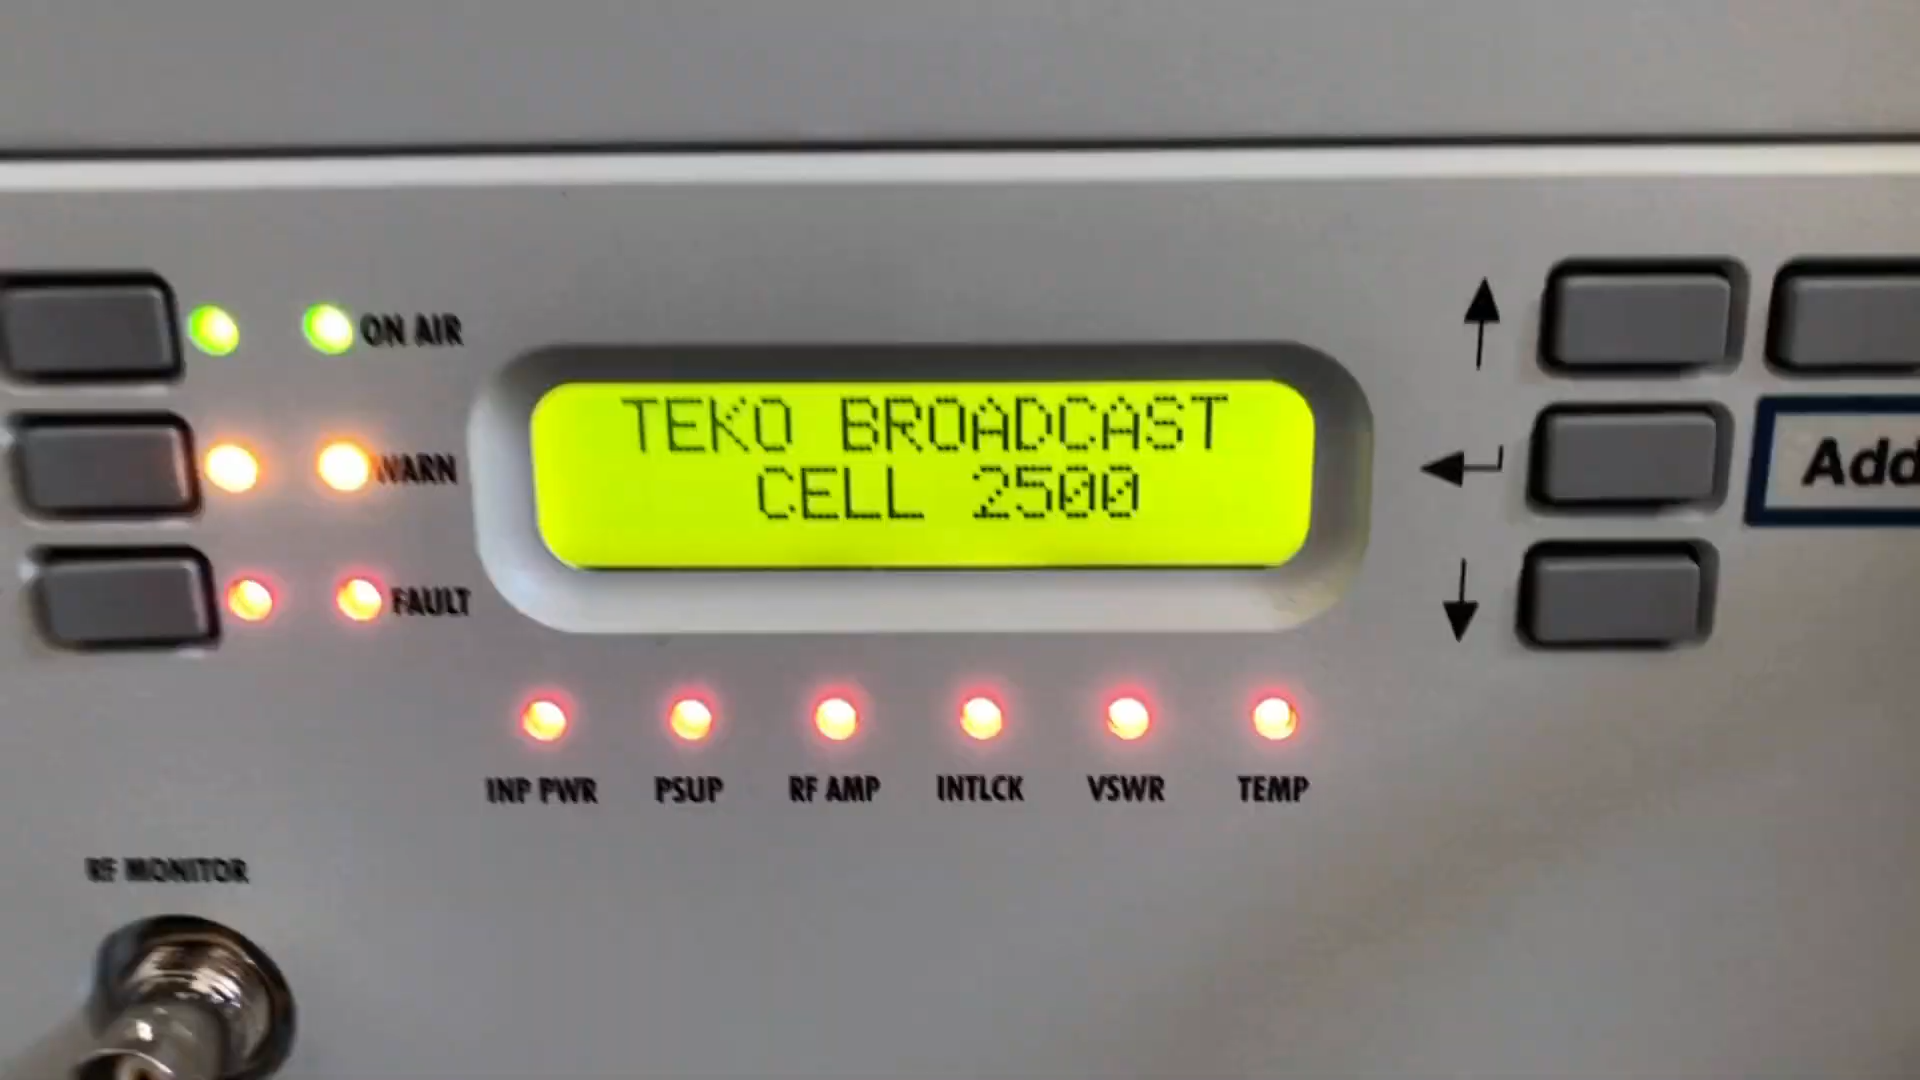 ON AIR
WARN
FAULT
TEKO BROADCAST
CELL 2500
Add
INP PWR
PSUP
RF AMP
INTLCK
VSWR
TEMP
RF MONITOR